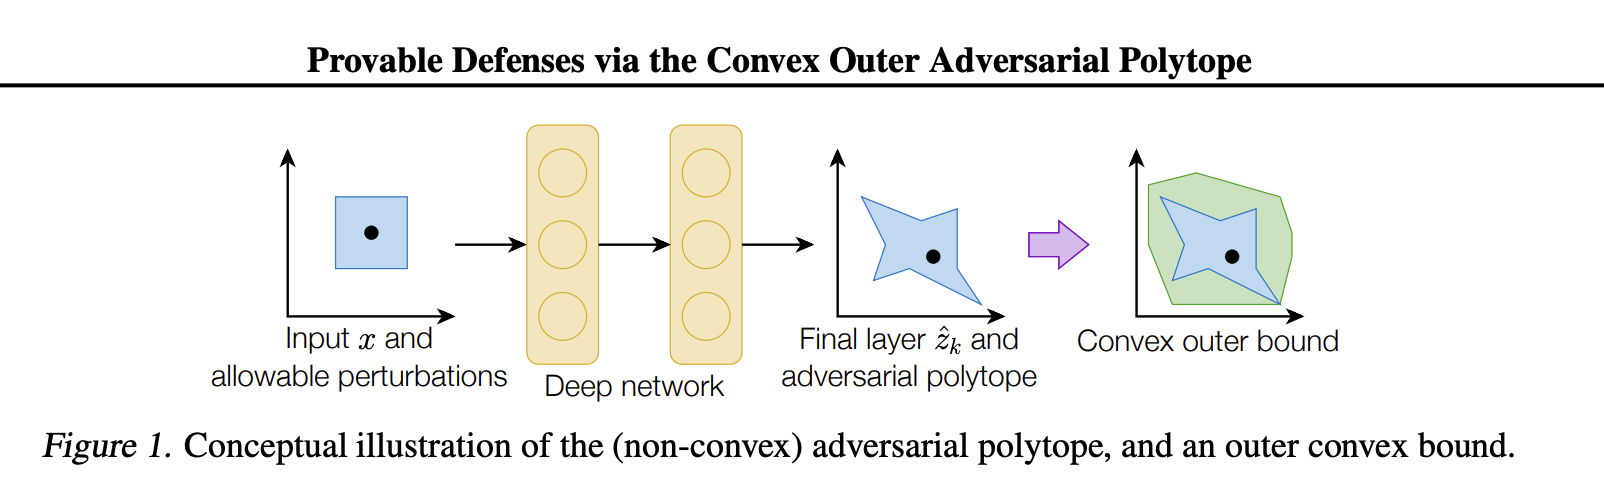 Provable Defenses via the Convex Outer Adversarial Polytope
Input x and
allowable perturbations
Deep network
Final layer ẑₖ and
adversarial polytope
Convex outer bound
Figure 1. Conceptual illustration of the (non-convex) adversarial polytope, and an outer convex bound.